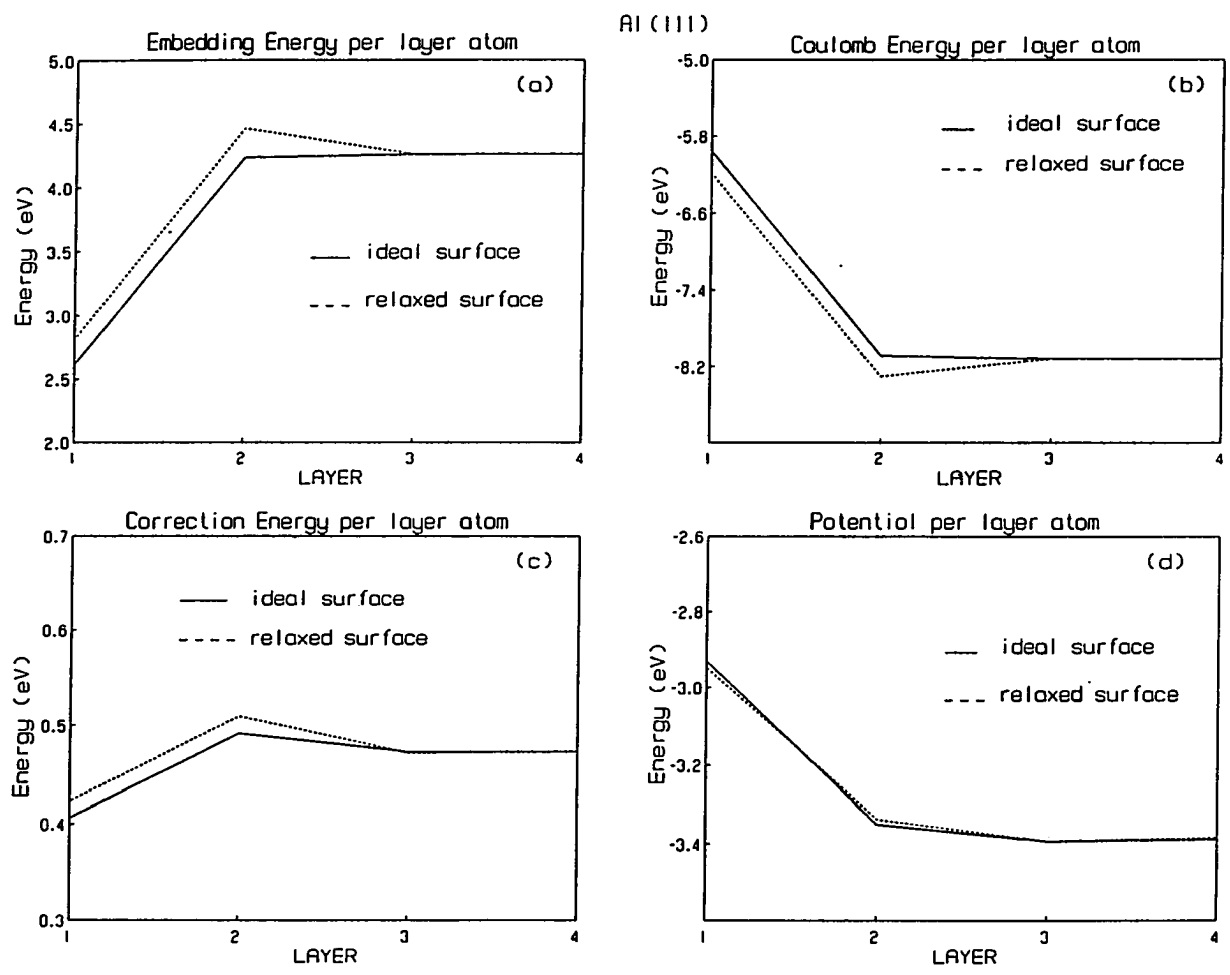 Al (111)
Embedding Energy per layer atom
(a)
5.0
4.5
4.0
3.5
3.0
2.5
2.0
Energy (eV)
ideal surface
relaxed surface
1 2 3 4
LAYER
Coulomb Energy per layer atom
(b)
-5.0
-5.8
-6.6
-7.4
-8.2
Energy (eV)
ideal surface
relaxed surface
1 2 3 4
LAYER
Correction Energy per layer atom
(c)
0.7
0.6
0.5
0.4
0.3
Energy (eV)
ideal surface
relaxed surface
1 2 3 4
LAYER
Potential per layer atom
(d)
-2.6
-2.8
-3.0
-3.2
-3.4
Energy (eV)
ideal surface
relaxed surface
1 2 3 4
LAYER